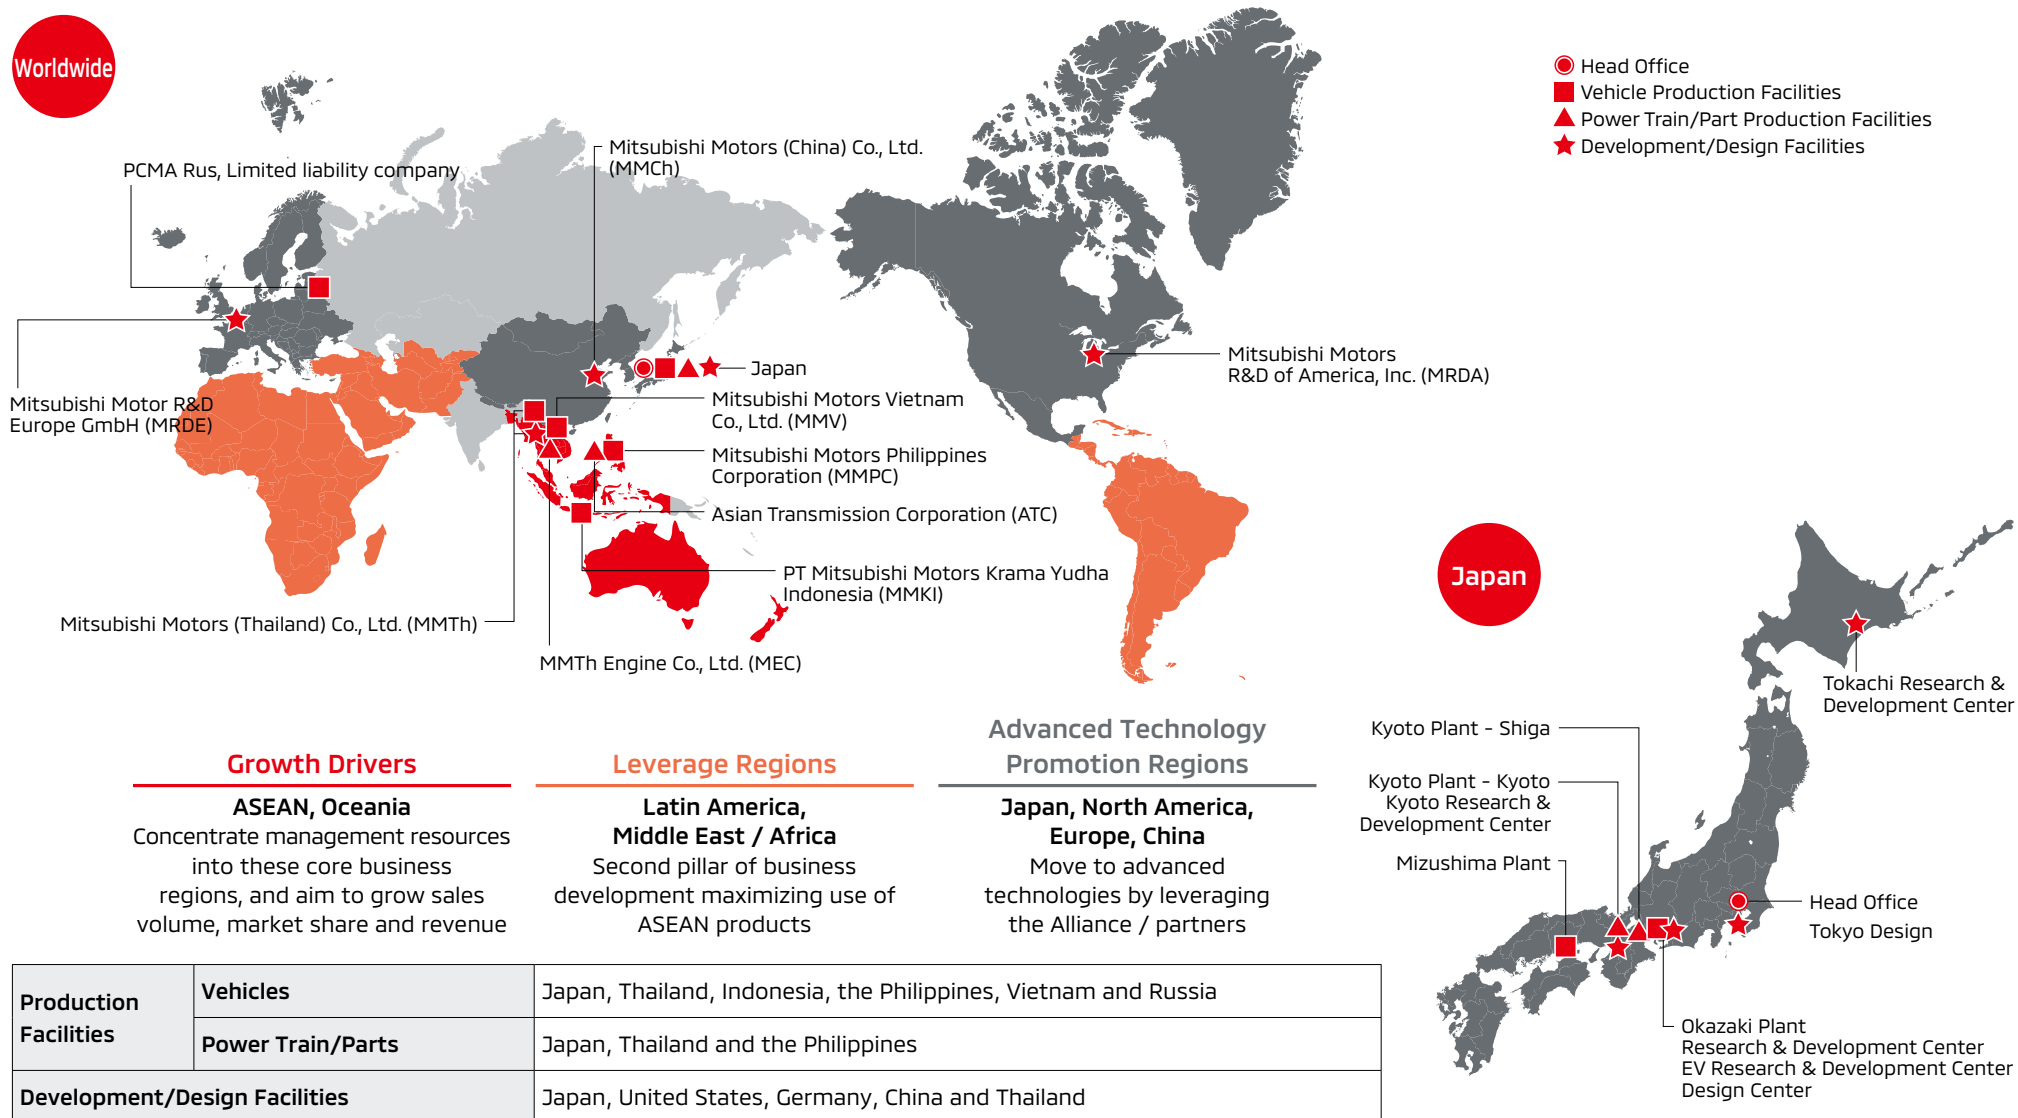 Worldwide
Head Office
Vehicle Production Facilities
Power Train/Part Production Facilities
Development/Design Facilities
PCMA Rus, Limited liability company
Mitsubishi Motors (China) Co., Ltd.
(MMCh)
Japan
Mitsubishi Motors Vietnam
Co., Ltd. (MMV)
Mitsubishi Motors Philippines
Corporation (MMPC)
Asian Transmission Corporation (ATC)
PT Mitsubishi Motors Krama Yudha
Indonesia (MMKI)
Mitsubishi Motor R&D
Europe GmbH (MRDE)
Mitsubishi Motors (Thailand) Co., Ltd. (MMTh)
MMTh Engine Co., Ltd. (MEC)
Mitsubishi Motors
R&D of America, Inc. (MRDA)
Japan
Tokachi Research &
Development Center
Kyoto Plant - Shiga
Kyoto Plant - Kyoto
Kyoto Research &
Development Center
Mizushima Plant
Head Office
Tokyo Design
Okazaki Plant
Research & Development Center
EV Research & Development Center
Design Center
Growth Drivers
ASEAN, Oceania
Concentrate management resources
into these core business
regions, and aim to grow sales
volume, market share and revenue
Leverage Regions
Latin America,
Middle East / Africa
Second pillar of business
development maximizing use of
ASEAN products
Advanced Technology
Promotion Regions
Japan, North America,
Europe, China
Move to advanced
technologies by leveraging
the Alliance / partners
Production
Facilities
Vehicles
Japan, Thailand, Indonesia, the Philippines, Vietnam and Russia
Power Train/Parts
Japan, Thailand and the Philippines
Development/Design Facilities
Japan, United States, Germany, China and Thailand